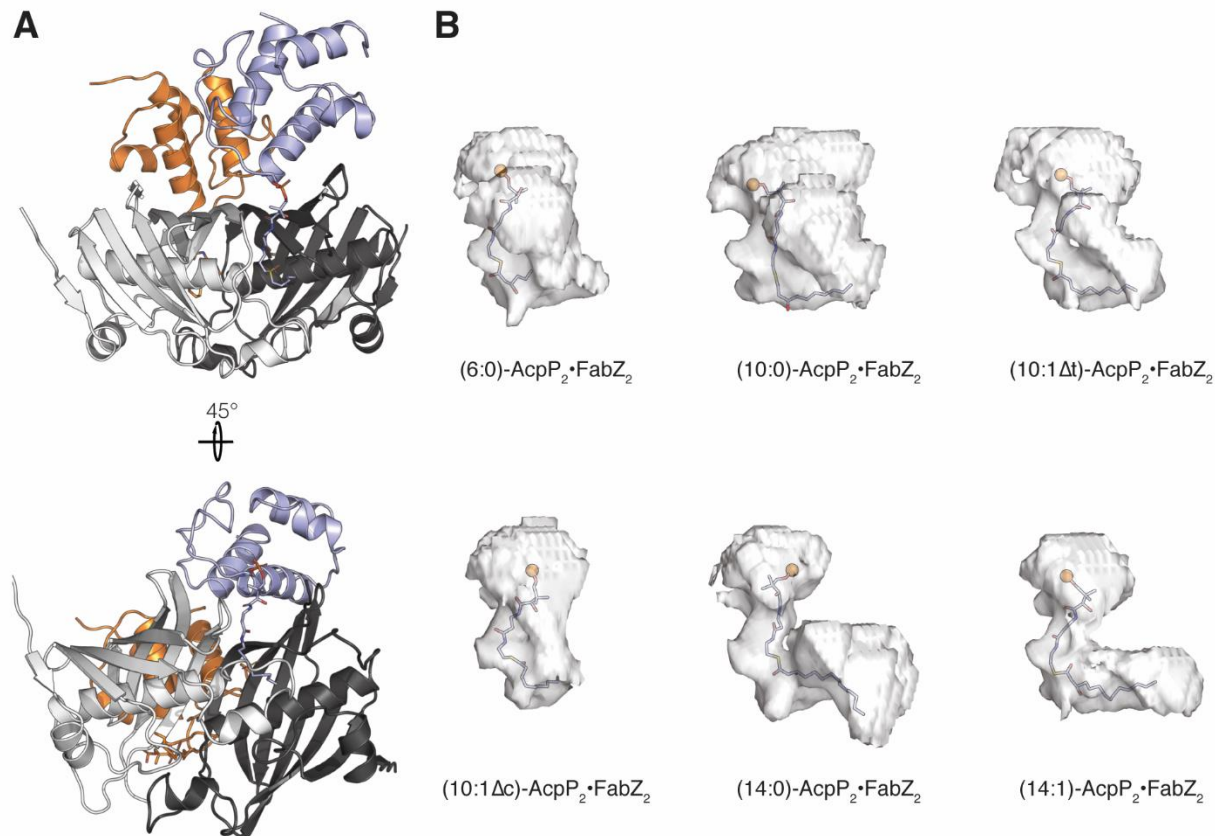 A
B
(6:0)-AcpP₂•FabZ₂
(10:0)-AcpP₂•FabZ₂
(10:1Δt)-AcpP₂•FabZ₂
45°
(10:1Δc)-AcpP₂•FabZ₂
(14:0)-AcpP₂•FabZ₂
(14:1)-AcpP₂•FabZ₂